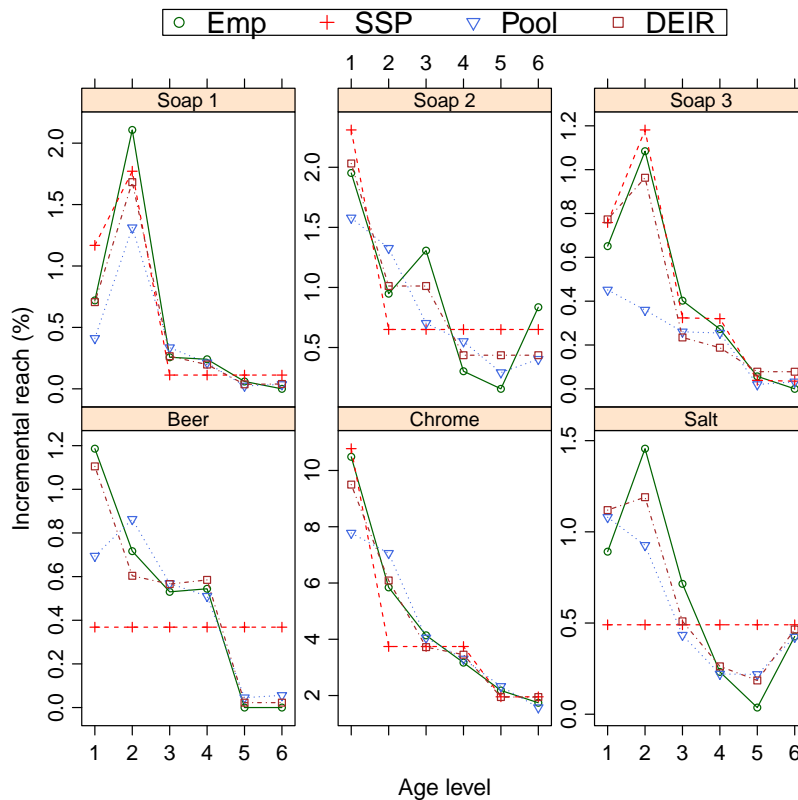 Emp SSP Pool DEIR
1 2 3 4 5 6
Soap 1 Soap 2 Soap 3
0.0 0.5 1.0 1.5 2.0
0.5 1.0 1.5 2.0
0.0 0.2 0.4 0.6 0.8 1.0 1.2
Incremental reach (%)
Beer Chrome Salt
0.0 0.2 0.4 0.6 0.8 1.0 1.2
2 4 6 8 10
0.0 0.5 1.0 1.5
1 2 3 4 5 6
1 2 3 4 5 6
Age level